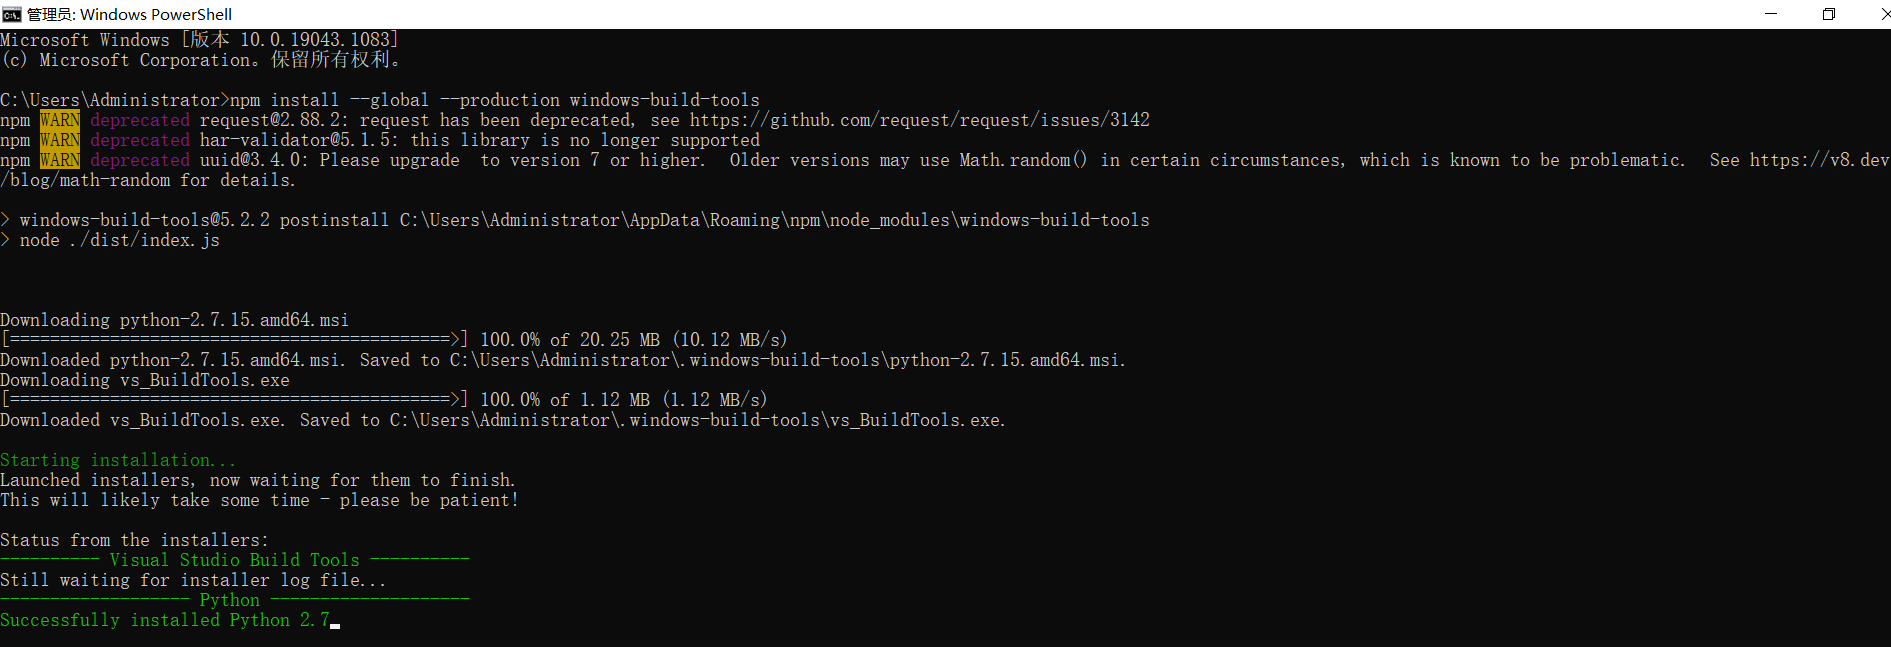 管理员: Windows PowerShell
Microsoft Windows [版本 10.0.19043.1083]
(c) Microsoft Corporation。保留所有权利。
C:\Users\Administrator>npm install --global --production windows-build-tools
npm WARN deprecated request@2.88.2: request has been deprecated, see https://github.com/request/request/issues/3142
npm WARN deprecated har-validator@5.1.5: this library is no longer supported
npm WARN deprecated uuid@3.4.0: Please upgrade  to version 7 or higher.  Older versions may use Math.random() in certain circumstances, which is known to be problematic.  See https://v8.dev
/blog/math-random for details.
> windows-build-tools@5.2.2 postinstall C:\Users\Administrator\AppData\Roaming\npm\node_modules\windows-build-tools
> node ./dist/index.js
Downloading python-2.7.15.amd64.msi
[============================================>] 100.0% of 20.25 MB (10.12 MB/s)
Downloaded python-2.7.15.amd64.msi. Saved to C:\Users\Administrator\.windows-build-tools\python-2.7.15.amd64.msi.
Downloading vs_BuildTools.exe
[============================================>] 100.0% of 1.12 MB (1.12 MB/s)
Downloaded vs_BuildTools.exe. Saved to C:\Users\Administrator\.windows-build-tools\vs_BuildTools.exe.
Starting installation...
Launched installers, now waiting for them to finish.
This will likely take some time - please be patient!
Status from the installers:
---------- Visual Studio Build Tools ----------
Still waiting for installer log file...
------------------- Python --------------------
Successfully installed Python 2.7